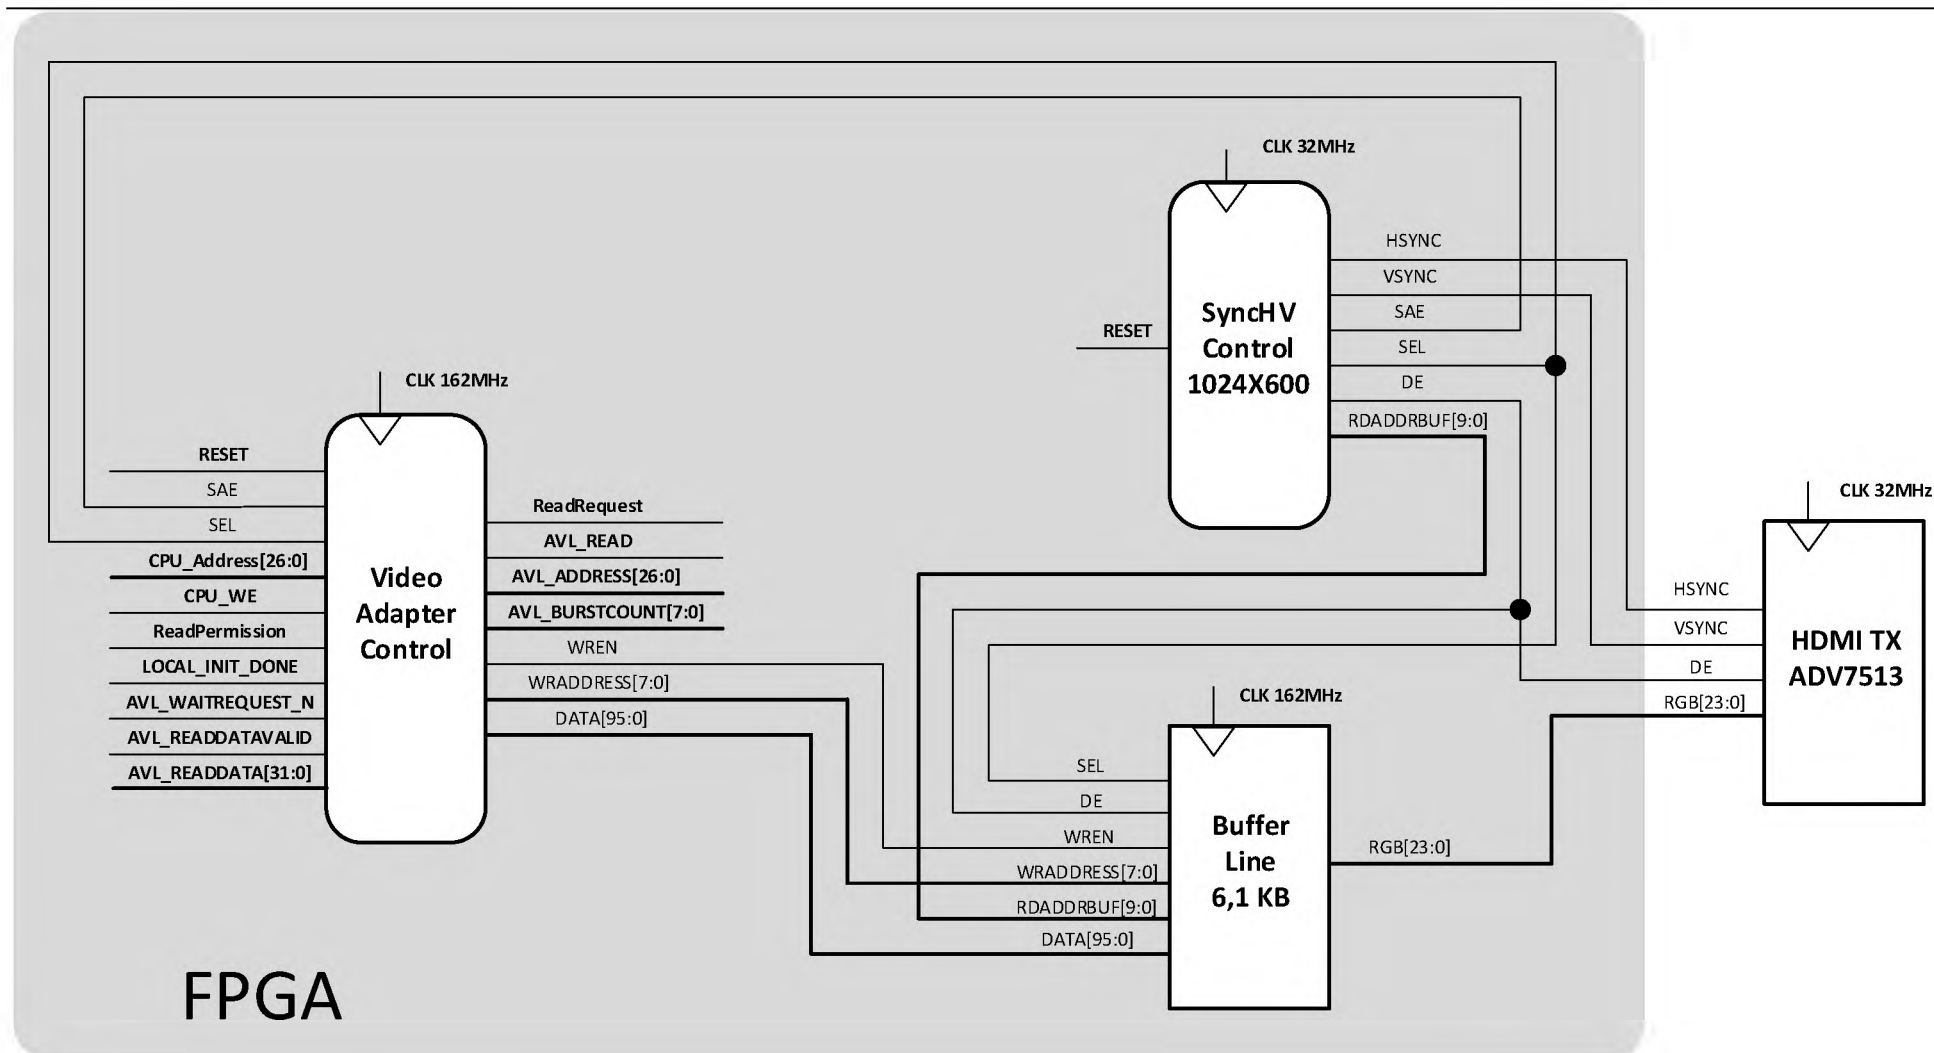 CLK 32MHz
HSYNC
VSYNC
SAE
SEL
DE
RDADDRBUF[9:0]
RESET
SyncHV
Control
1024X600
CLK 162MHz
RESET
SAE
SEL
CPU_Address[26:0]
CPU_WE
ReadPermission
LOCAL_INIT_DONE
AVL_WAITREQUEST_N
AVL_READDATAVALID
AVL_READDATA[31:0]
Video
Adapter
Control
ReadRequest
AVL_READ
AVL_ADDRESS[26:0]
AVL_BURSTCOUNT[7:0]
WREN
WRADDRESS[7:0]
DATA[95:0]
CLK 32MHz
HSYNC
VSYNC
DE
RGB[23:0]
HDMI TX
ADV7513
CLK 162MHz
SEL
DE
WREN
WRADDRESS[7:0]
RDADDRBUF[9:0]
DATA[95:0]
Buffer
Line
6,1 KB
RGB[23:0]
FPGA